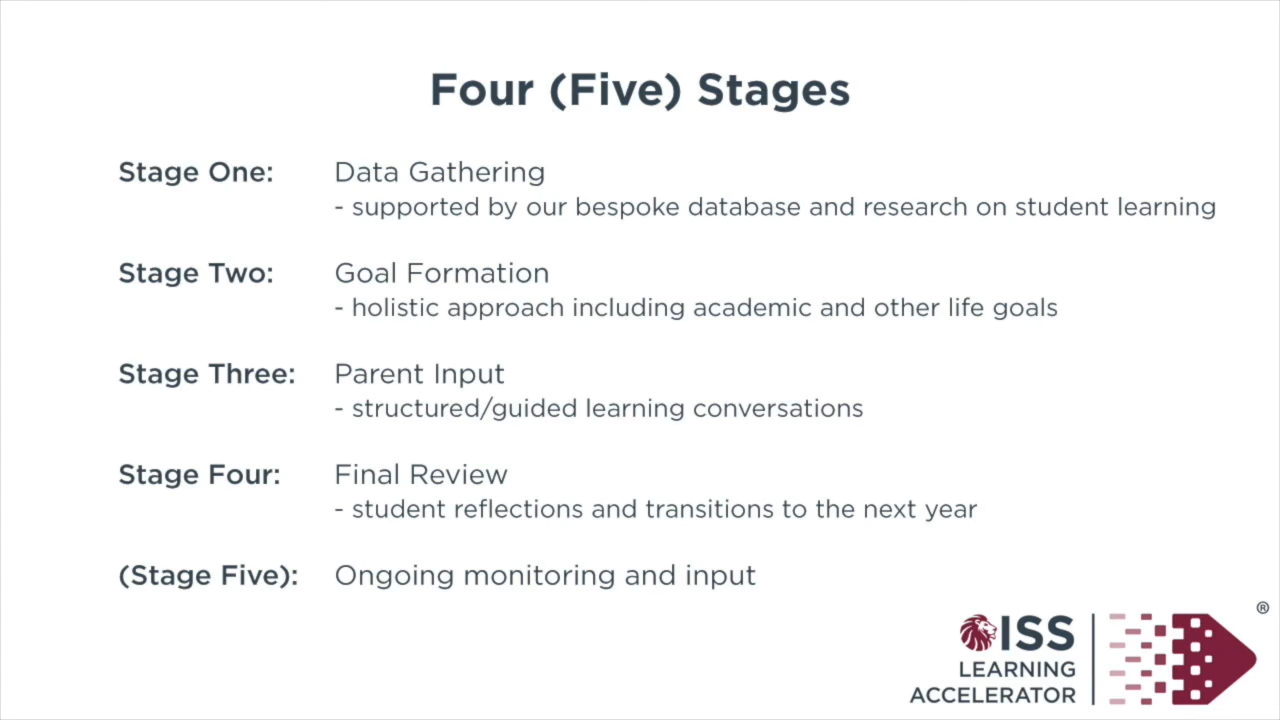 Four (Five) Stages
Stage One: Data Gathering
- supported by our bespoke database and research on student learning
Stage Two: Goal Formation
- holistic approach including academic and other life goals
Stage Three: Parent Input
- structured/guided learning conversations
Stage Four: Final Review
- student reflections and transitions to the next year
(Stage Five): Ongoing monitoring and input
ISS
LEARNING
ACCELERATOR
®